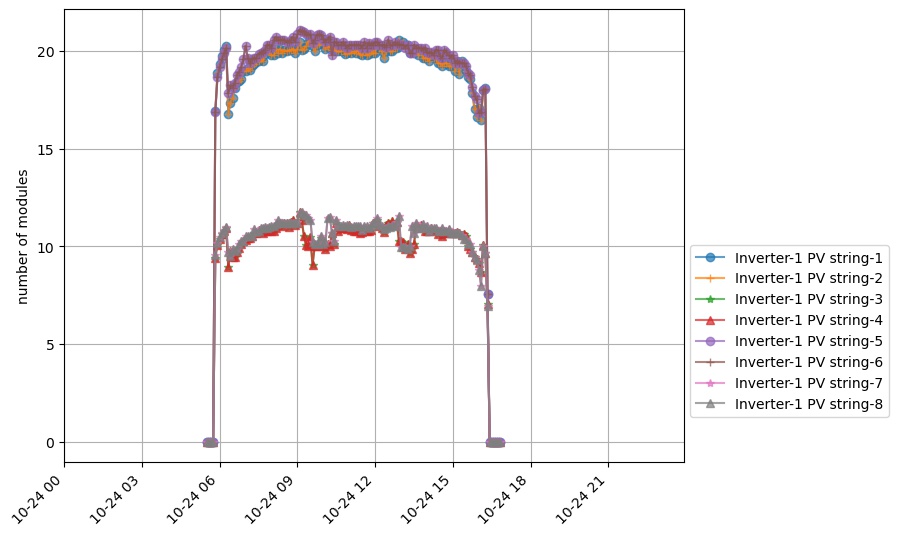 number of modules
20
15
10
5
0
10-24 00
10-24 03
10-24 06
10-24 09
10-24 12
10-24 15
10-24 18
10-24 21
Inverter-1 PV string-1
Inverter-1 PV string-2
Inverter-1 PV string-3
Inverter-1 PV string-4
Inverter-1 PV string-5
Inverter-1 PV string-6
Inverter-1 PV string-7
Inverter-1 PV string-8